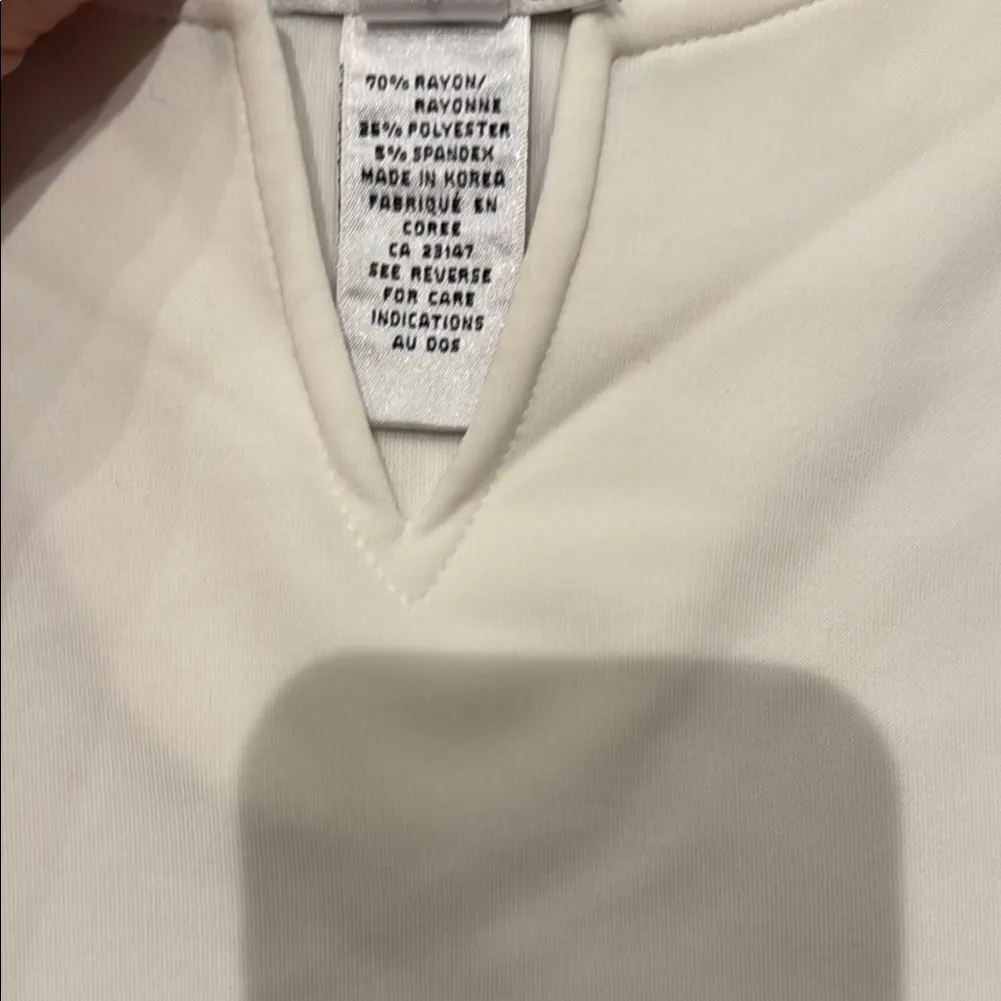 70% RAYON/
RAYONNE
25% POLYESTER
5% SPANDEX
MADE IN KOREA
FABRIQUÉ EN
COREE
CA 23147
SEE REVERSE
FOR CARE
INDICATIONS
AU DOS